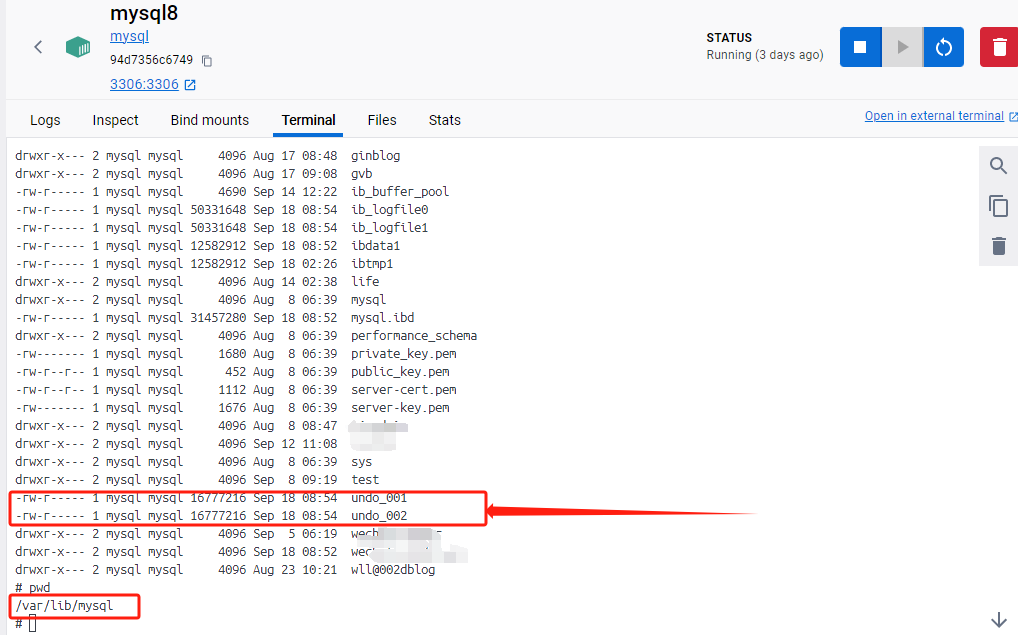 mysql8
mysql
94d7356c6749
3306:3306
STATUS
Running (3 days ago)
Logs Inspect Bind mounts Terminal Files Stats
Open in external terminal
drwxr-x--- 2 mysql mysql     4096 Aug 17 08:48  ginblog
drwxr-x--- 2 mysql mysql     4096 Aug 17 09:08  gvb
-rw-r----- 1 mysql mysql     4690 Sep 14 12:22  ib_buffer_pool
-rw-r----- 1 mysql mysql 50331648 Sep 18 08:54  ib_logfile0
-rw-r----- 1 mysql mysql 50331648 Sep 18 08:54  ib_logfile1
-rw-r----- 1 mysql mysql 12582912 Sep 18 08:52  ibdata1
-rw-r----- 1 mysql mysql 12582912 Sep 18 02:26  ibtmp1
drwxr-x--- 2 mysql mysql     4096 Aug 14 02:38  life
drwxr-x--- 2 mysql mysql     4096 Aug  8 06:39  mysql
-rw-r----- 1 mysql mysql 31457280 Sep 18 08:52  mysql.ibd
drwxr-x--- 2 mysql mysql     4096 Aug  8 06:39  performance_schema
-rw------- 1 mysql mysql     1680 Aug  8 06:39  private_key.pem
-rw-r--r-- 1 mysql mysql      452 Aug  8 06:39  public_key.pem
-rw-r--r-- 1 mysql mysql     1112 Aug  8 06:39  server-cert.pem
-rw------- 1 mysql mysql     1676 Aug  8 06:39  server-key.pem
drwxr-x--- 2 mysql mysql     4096 Aug  8 08:47
drwxr-x--- 2 mysql mysql     4096 Sep 12 11:08
drwxr-x--- 2 mysql mysql     4096 Aug  8 06:39  sys
drwxr-x--- 2 mysql mysql     4096 Aug  8 09:19  test
-rw-r----- 1 mysql mysql 16777216 Sep 18 08:54  undo_001
-rw-r----- 1 mysql mysql 16777216 Sep 18 08:54  undo_002
drwxr-x--- 2 mysql mysql     4096 Sep  5 06:19
drwxr-x--- 2 mysql mysql     4096 Sep 18 08:52
drwxr-x--- 2 mysql mysql     4096 Aug 23 10:21  wll@002dblog
# pwd
/var/lib/mysql
#